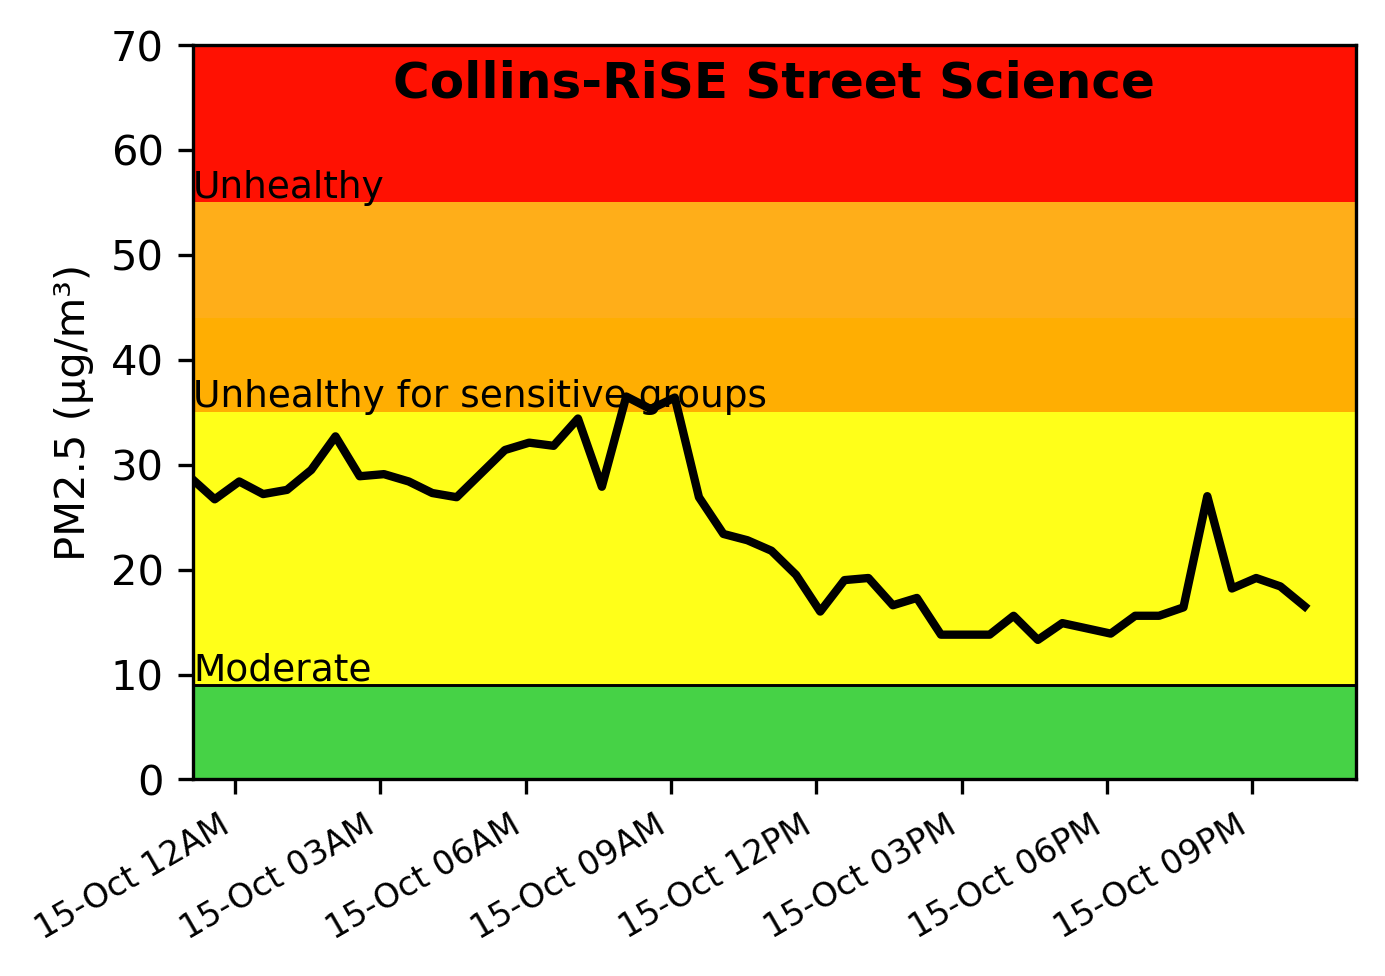 Collins-RiSE Street Science
70
60
Unhealthy
50
40
Unhealthy for sensitive groups
30
20
10
Moderate
0
PM2.5 (µg/m³)
15-Oct 12AM
15-Oct 03AM
15-Oct 06AM
15-Oct 09AM
15-Oct 12PM
15-Oct 03PM
15-Oct 06PM
15-Oct 09PM